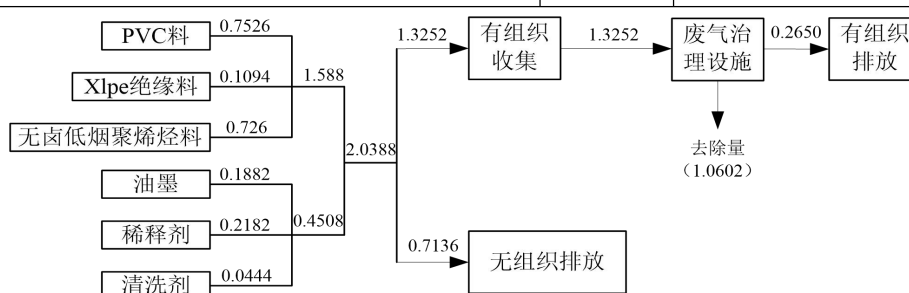 PVC料
0.7526
Xlpe绝缘料
0.1094
无卤低烟聚烯烃料
0.726
1.588
油墨
0.1882
稀释剂
0.2182
清洗剂
0.0444
0.4508
2.0388
1.3252
有组织
收集
1.3252
废气治
理设施
0.2650
有组织
排放
去除量
（1.0602）
0.7136
无组织排放